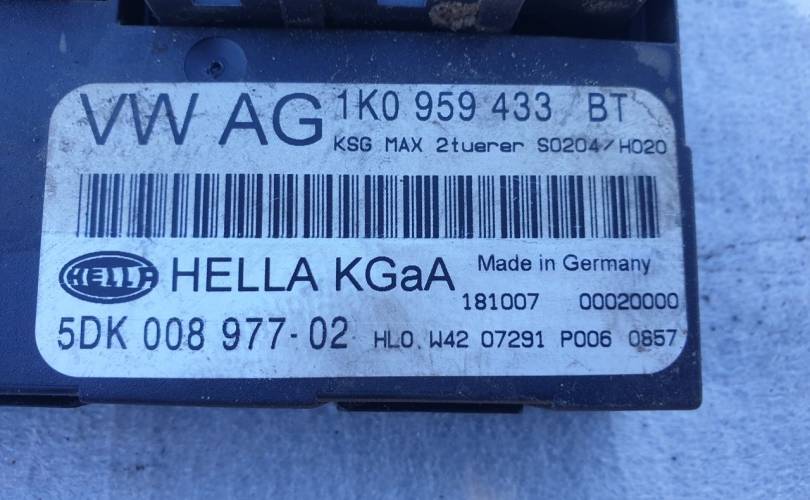 VW AG 1K0 959 433 BT
KSG MAX 2tuerer S0204/H020
HELLA HELLA KGaA Made in Germany
181007 00020000
5DK 008 977-02 HLO.W42 07291 P006 0857